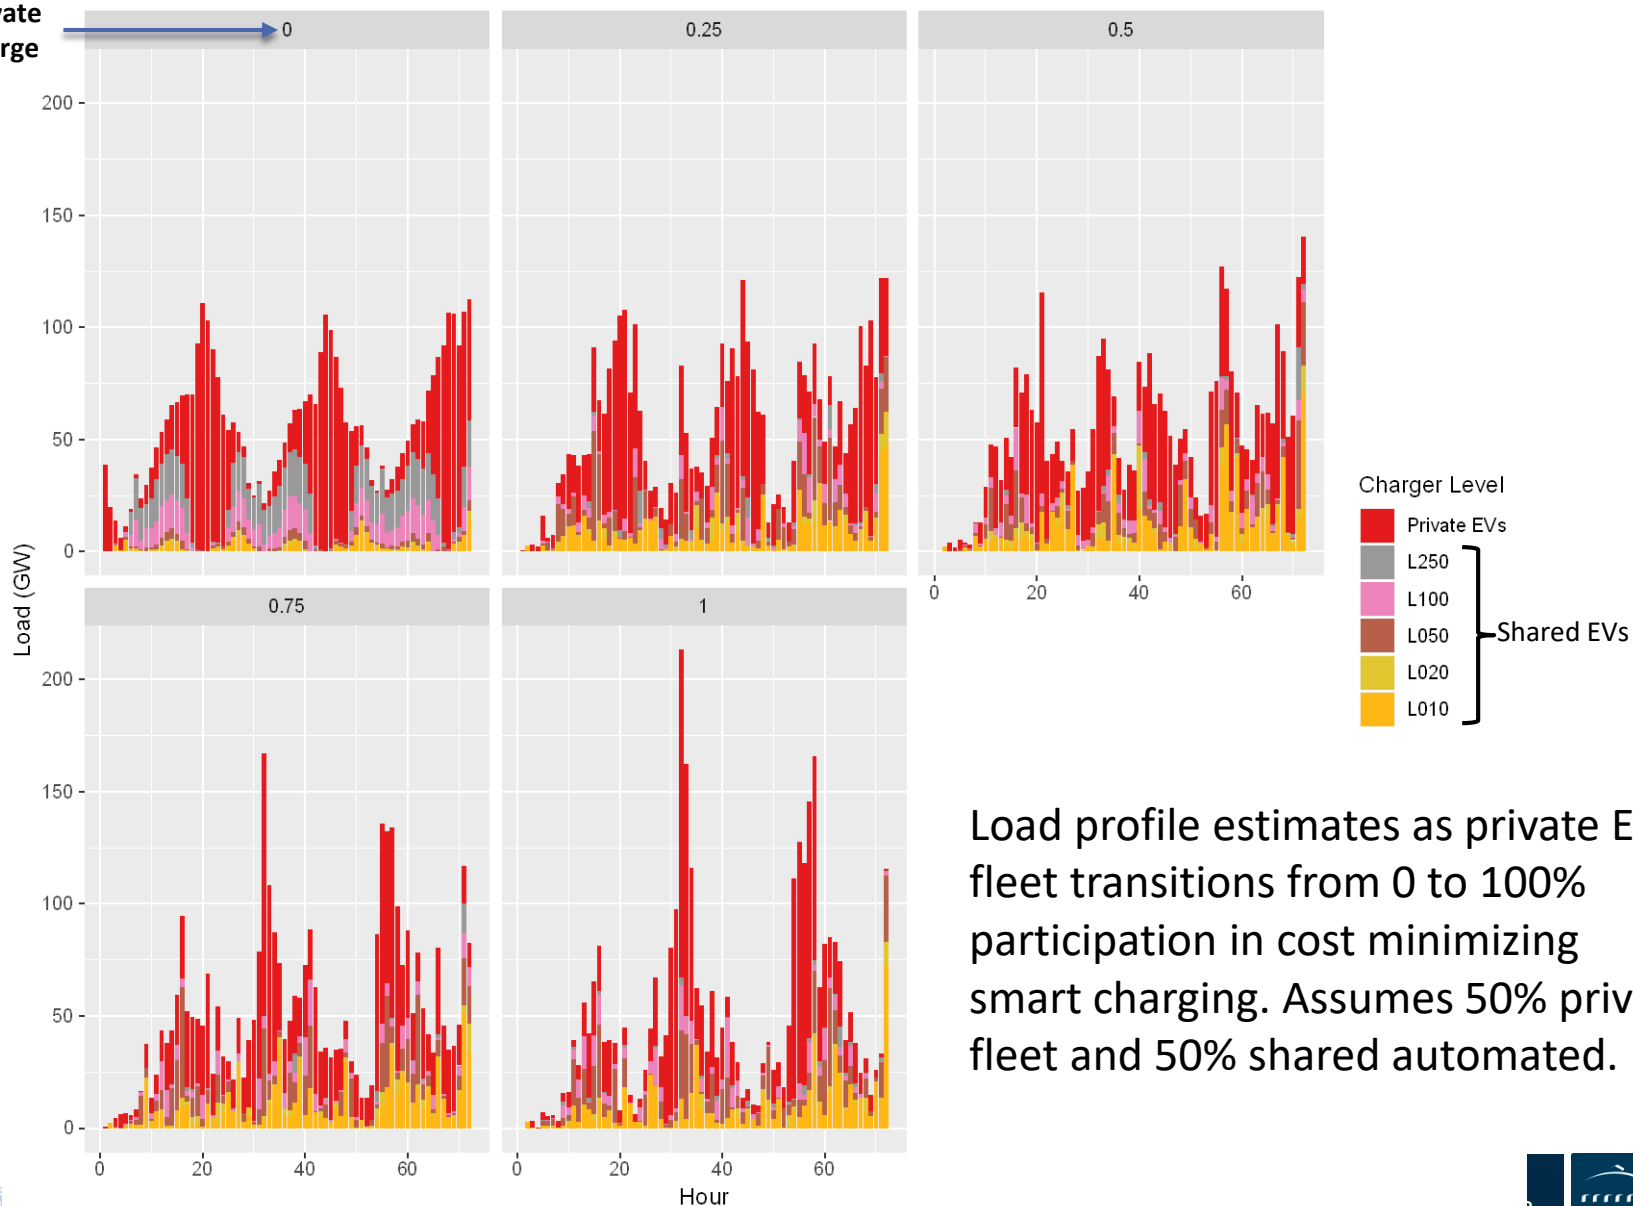 vate
rge
0
0.25
0.5
200
150
100
50
0
0
20
40
60
Load (GW)
0.75
1
200
150
100
50
0
0
20
40
60
0
20
40
60
Hour
Charger Level
Private EVs
L250
L100
L050
L020
L010
Shared EVs
Load profile estimates as private E
fleet transitions from 0 to 100%
participation in cost minimizing
smart charging. Assumes 50% priv
fleet and 50% shared automated.